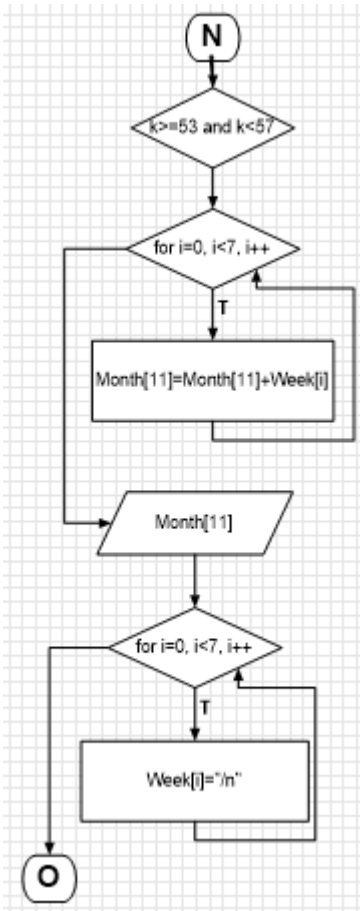 N
k>=53 and k<57
for i=0, i<7, i++
T
Month[11]=Month[11]+Week[i]
Month[11]
for i=0, i<7, i++
T
Week[i]="/n"
O